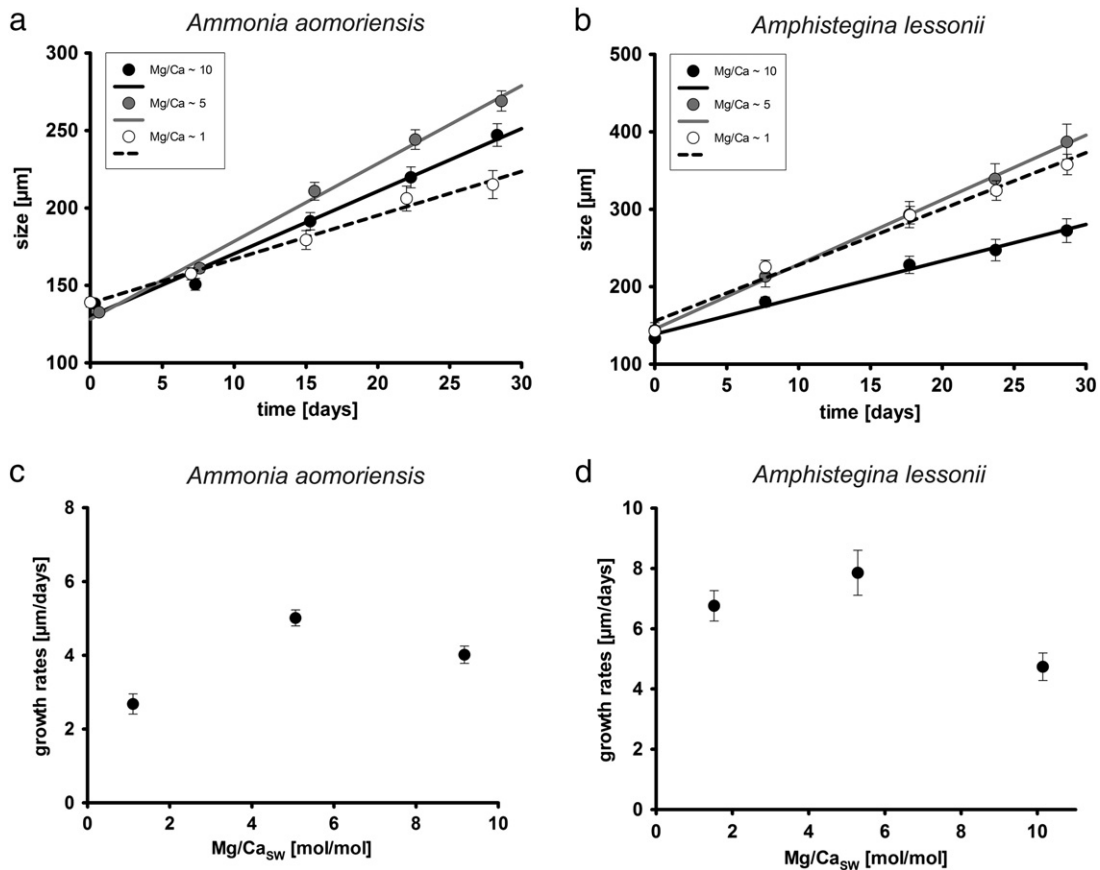 a
Ammonia aomoriensis
300
250
200
150
100
size [µm]
Mg/Ca ~ 10
Mg/Ca ~ 5
Mg/Ca ~ 1
0 5 10 15 20 25 30
time [days]
b
Amphistegina lessonii
500
400
300
200
100
size [µm]
Mg/Ca ~ 10
Mg/Ca ~ 5
Mg/Ca ~ 1
0 5 10 15 20 25 30
time [days]
c
Ammonia aomoriensis
8
6
4
2
0
growth rates [µm/days]
0 2 4 6 8 10
Mg/Ca_SW [mol/mol]
d
Amphistegina lessonii
10
8
6
4
2
0
growth rates [µm/days]
0 2 4 6 8 10
Mg/Ca_SW [mol/mol]